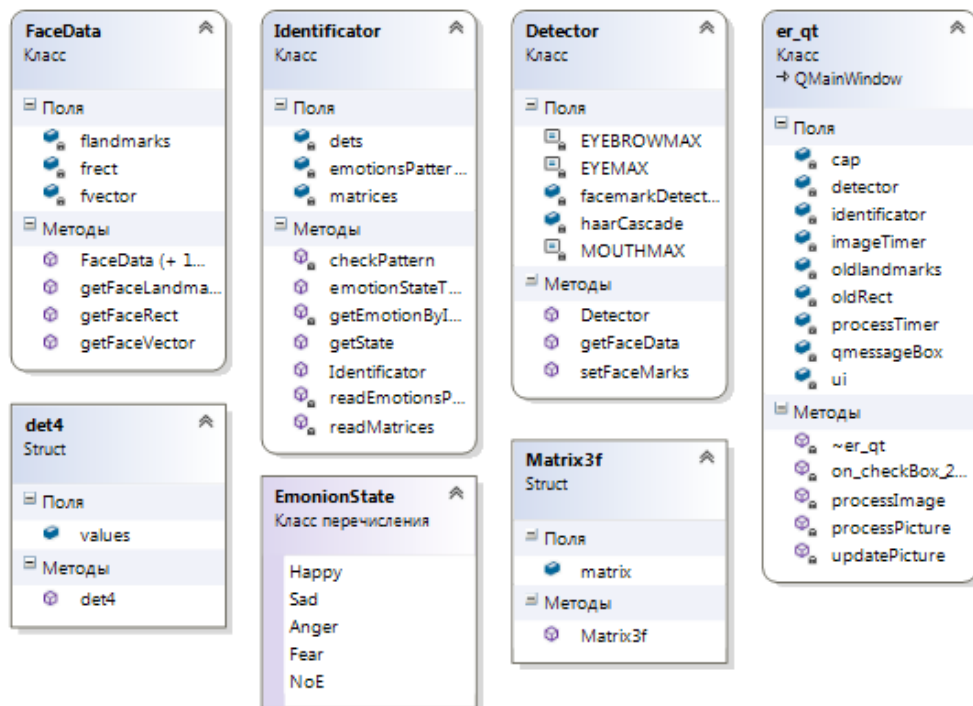 FaceData
Класс
Поля
flandmarks
frect
fvector
Методы
FaceData (+ 1...
getFaceLandma...
getFaceRect
getFaceVector
Identificator
Класс
Поля
dets
emotionsPatter...
matrices
Методы
checkPattern
emotionStateT...
getEmotionByI...
getState
Identificator
readEmotionsP...
readMatrices
Detector
Класс
Поля
EYEBROWMAX
EYEMAX
facemarkDetect...
haarCascade
MOUTHMAX
Методы
Detector
getFaceData
setFaceMarks
er_qt
Класс
QMainWindow
Поля
cap
detector
identificator
imageTimer
oldlandmarks
oldRect
processTimer
qmessageBox
ui
Методы
~er_qt
on_checkBox_2...
processImage
processPicture
updatePicture
det4
Struct
Поля
values
Методы
det4
EmonionState
Класс перечисления
Happy
Sad
Anger
Fear
NoE
Matrix3f
Struct
Поля
matrix
Методы
Matrix3f